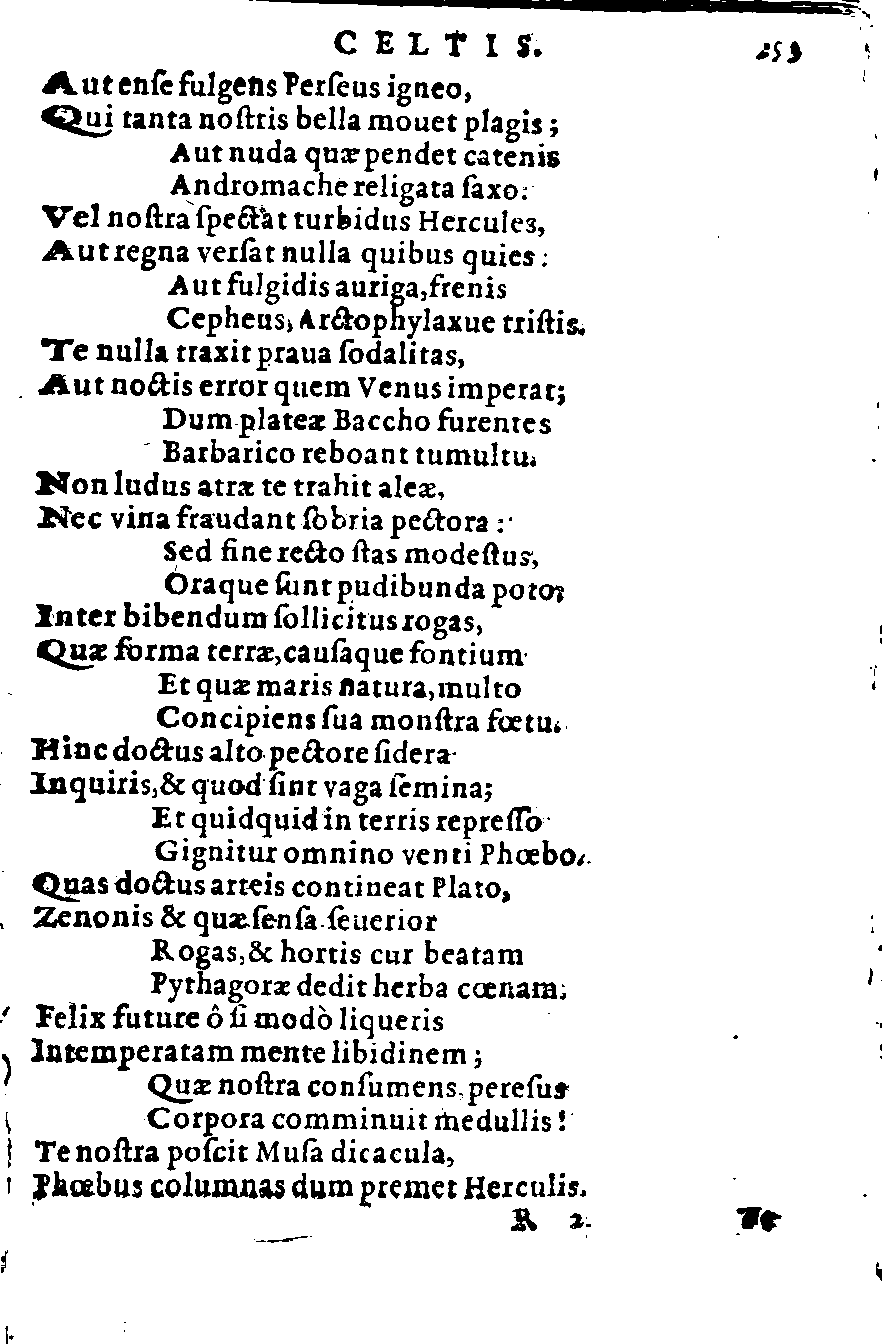 CELTIS. 259
Aut enſe fulgens Perſeus igneo,
Qui tanta noſtris bella mouet plagis;
Aut nuda quæ pendet catenis
Andromache religata ſaxo:
Vel noſtra ſpectat turbidus Hercules,
Aut regna verſat nulla quibus quies:
Aut fulgidis auriga, frenis
Cepheus, Arctophylaxue triſtis.
Te nulla traxit praua ſodalitas,
Aut noctis error quem Venus imperat;
Dum plateæ Baccho furentes
Barbarico reboant tumultu.
Non ludus atræ te trahit aleæ,
Nec vina fraudant ſobria pectora:
Sed fine recto ſtas modeſtus,
Oraque ſunt pudibunda poto;
Inter bibendum ſollicitus rogas,
Quæ forma terræ, cauſaque fontium
Et quæ maris natura, multo
Concipiens ſua monſtra fœtu.
Hinc doctus alto pectore ſidera
Inquiris, & quod ſint vaga ſemina;
Et quidquid in terris repreſſo
Gignitur omnino venti Phœbo.
Quas doctus arteis contineat Plato,
Zenonis & quæ ſenſa ſeuerior
Rogas, & hortis cur beatam
Pythagoræ dedit herba cœnam.
Felix future ô ſi modò liqueris
Intemperatam mente libidinem;
Quæ noſtra conſumens, pereſus
Corpora comminuit medullis!
Te noſtra poſcit Muſa dicacula,
Phœbus columnas dum premet Herculis.
R 2. Te